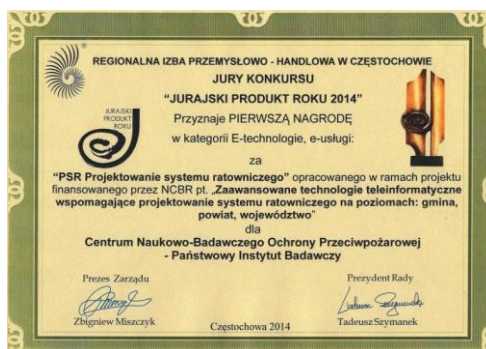 REGIONALNA IZBA PRZEMYSŁOWO - HANDLOWA W CZĘSTOCHOWIE
JURY KONKURSU
"JURAJSKI PRODUKT ROKU 2014"
JURAJSKI
PRODUKT
ROKU
Przyznaje PIERWSZĄ NAGRODĘ
w kategorii E-technologie, e-usługi:
za
"PSR Projektowanie systemu ratowniczego" opracowanego w ramach projektu
finansowanego przez NCBR pt. „Zaawansowane technologie teleinformatyczne
wspomagające projektowanie systemu ratowniczego na poziomach: gmina,
powiat, województwo"
dla
Centrum Naukowo-Badawczego Ochrony Przeciwpożarowej
- Państwowy Instytut Badawczy
Prezes Zarządu
Zbigniew Miszczyk
Częstochowa 2014
Prezydent Rady
Tadeusz Szymanek